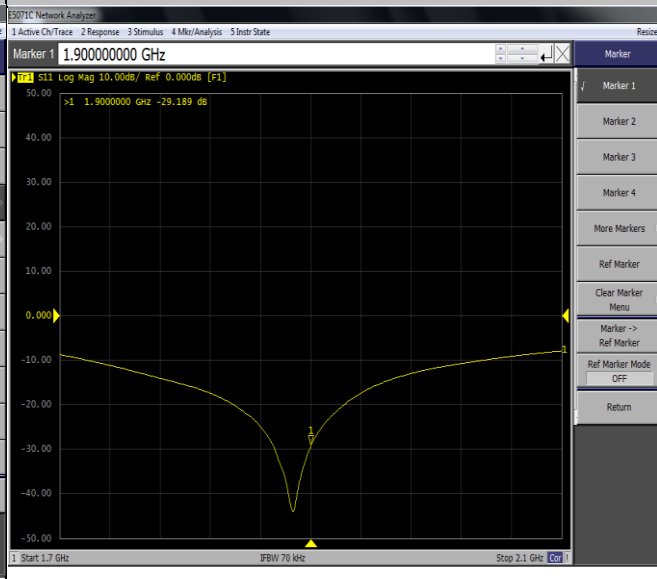 E5071C Network Analyzer
1 Active Ch/Trace 2 Response 3 Stimulus 4 Mkr/Analysis 5 Instr State
Resize
Marker 1 1.900000000 GHz
Tr1 S11 Log Mag 10.00dB/ Ref 0.000dB [F1]
>1 1.9000000 GHz -29.189 dB
50.00
40.00
30.00
20.00
10.00
0.000
-10.00
-20.00
-30.00
-40.00
-50.00
1
1
1 Start 1.7 GHz
IFBW 70 kHz
Stop 2.1 GHz Cor !
Marker
√ Marker 1
Marker 2
Marker 3
Marker 4
More Markers
Ref Marker
Clear Marker
Menu
Marker ->
Ref Marker
Ref Marker Mode
OFF
Return